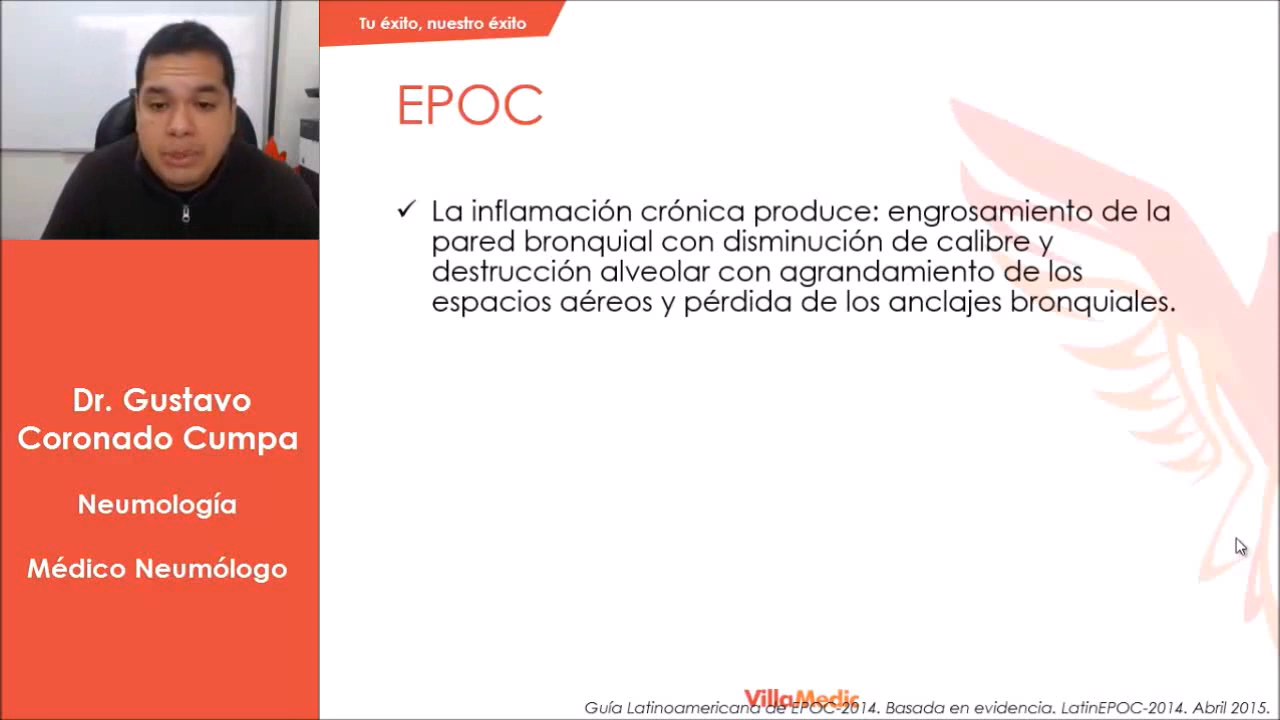 Tu éxito, nuestro éxito
EPOC
✓ La inflamación crónica produce: engrosamiento de la
pared bronquial con disminución de calibre y
destrucción alveolar con agrandamiento de los
espacios aéreos y pérdida de los anclajes bronquiales.
Dr. Gustavo
Coronado Cumpa
Neumología
Médico Neumólogo
VillaMedic
Guía Latinoamericana de EPOC-2014. Basada en evidencia. LatinEPOC-2014. Abril 2015.